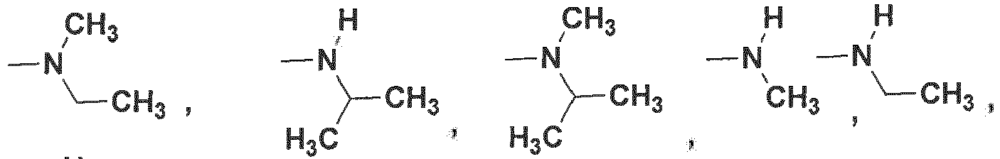 CH3 H CH3 H H
N N N N N
CH3 , CH3 CH3 CH3 CH3 ,
H3C , H3C , ,